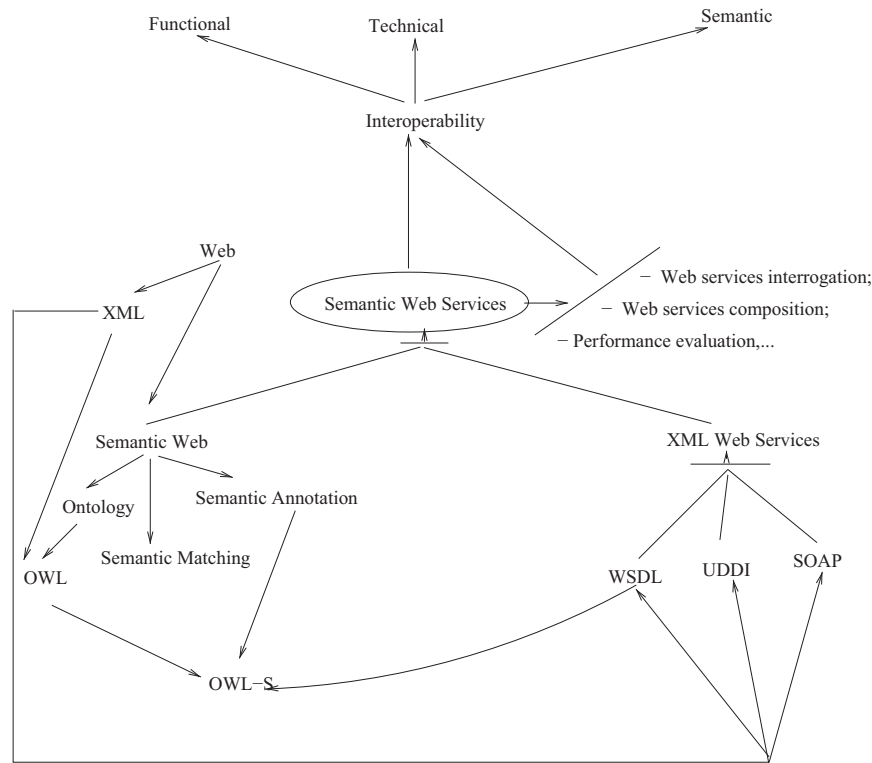 Functional
Technical
Semantic
Interoperability
Web
− Web services interrogation;
XML
Semantic Web Services
− Web services composition;
− Performance evaluation,...
Semantic Web
XML Web Services
Ontology
Semantic Annotation
Semantic Matching
OWL
WSDL
UDDI
SOAP
OWL−S